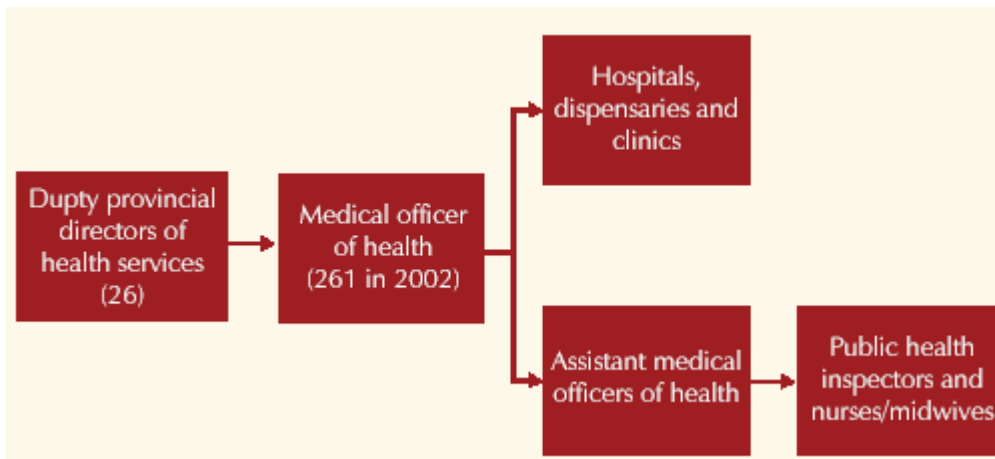 Dupty provincial
directors of
health services
(26)
Medical officer
of health
(261 in 2002)
Hospitals,
dispensaries and
clinics
Assistant medical
officers of health
Public health
inspectors and
nurses/midwives